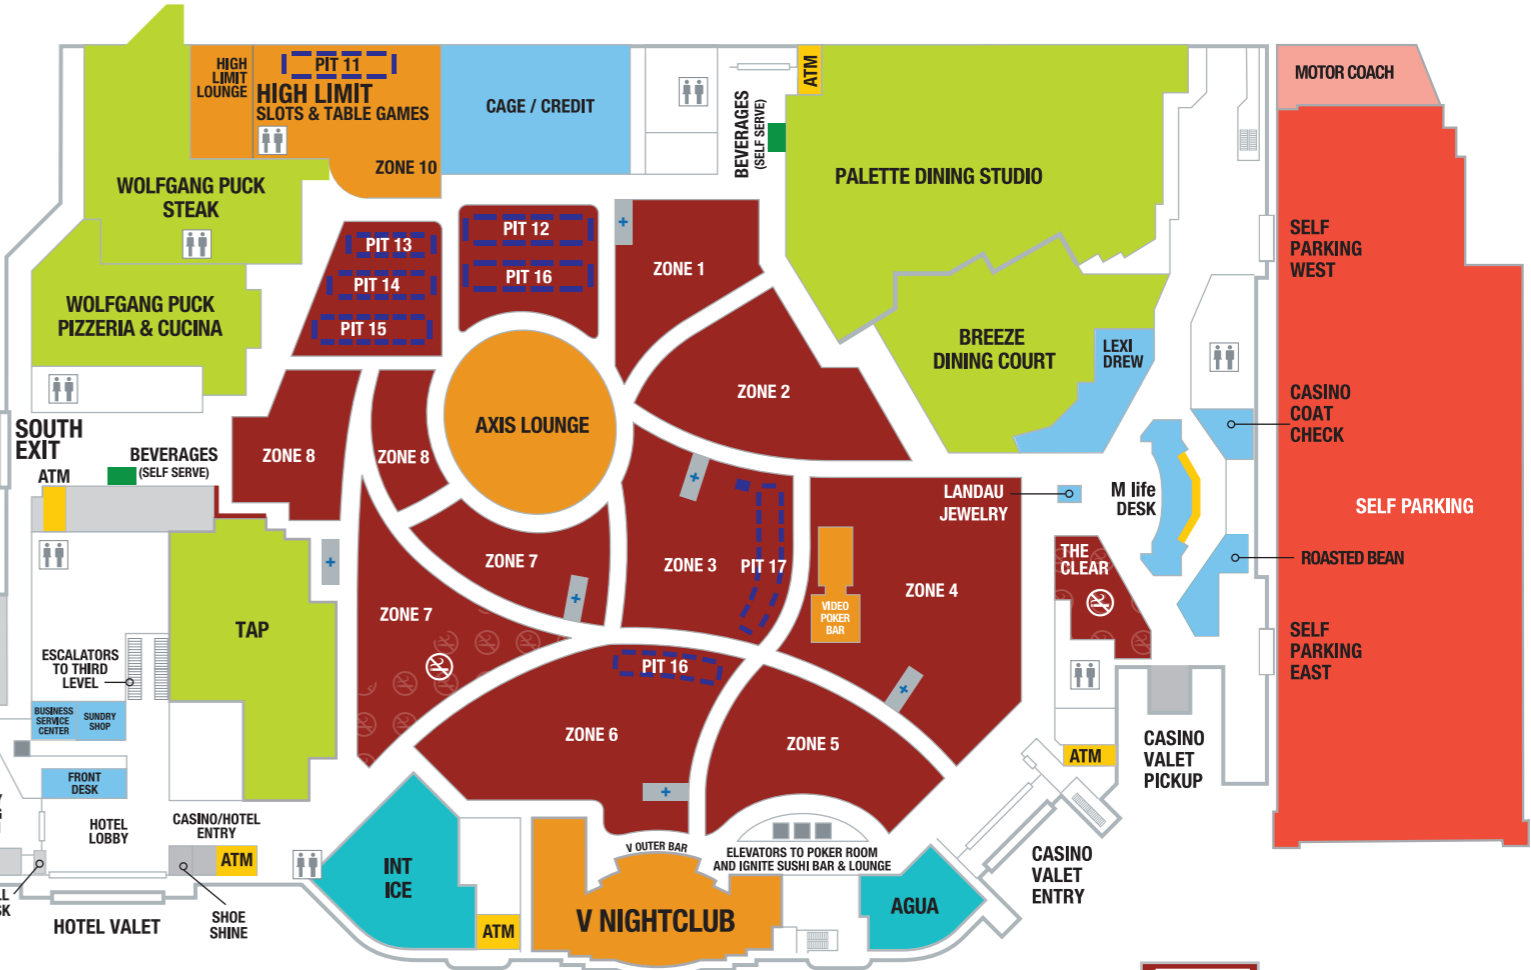 HIGH
LIMIT
LOUNGE
PIT 11
HIGH LIMIT
SLOTS & TABLE GAMES
ZONE 10
CAGE / CREDIT
BEVERAGES
(SELF SERVE)
ATM
MOTOR COACH
WOLFGANG PUCK
STEAK
PALETTE DINING STUDIO
PIT 12
PIT 16
PIT 13
PIT 14
PIT 15
ZONE 1
SELF
PARKING
WEST
WOLFGANG PUCK
PIZZERIA & CUCINA
BREEZE
DINING COURT
LEXI
DREW
ZONE 2
CASINO
COAT
CHECK
AXIS LOUNGE
SOUTH
EXIT
ATM
BEVERAGES
(SELF SERVE)
ZONE 8
ZONE 8
LANDAU
JEWELRY
M life
DESK
SELF PARKING
ZONE 7
ZONE 3
PIT 17
ZONE 4
THE
CLEAR
ROASTED BEAN
VIDEO
POKER
BAR
ZONE 7
TAP
SELF
PARKING
EAST
ESCALATORS
TO THIRD
LEVEL
PIT 16
BUSINESS
SERVICE
CENTER
SUNDRY
SHOP
ZONE 6
ZONE 5
CASINO
VALET
PICKUP
ATM
FRONT
DESK
HOTEL
LOBBY
CASINO/HOTEL
ENTRY
ATM
V OUTER BAR
ELEVATORS TO POKER ROOM
AND IGNITE SUSHI BAR & LOUNGE
CASINO
VALET
ENTRY
INT
ICE
V NIGHTCLUB
AGUA
ATM
HOTEL VALET
SHOE
SHINE